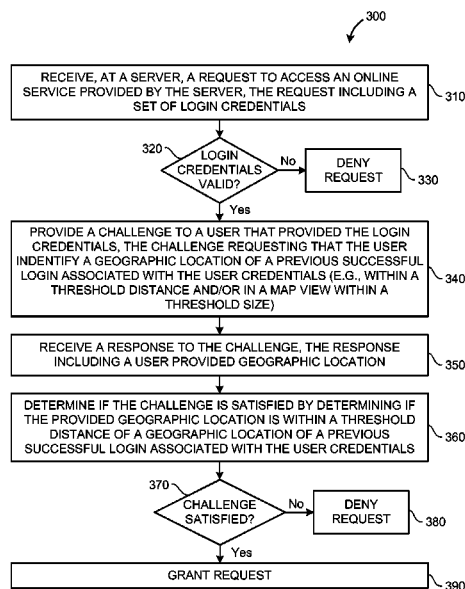 300
RECEIVE, AT A SERVER, A REQUEST TO ACCESS AN ONLINE
SERVICE PROVIDED BY THE SERVER, THE REQUEST INCLUDING A
SET OF LOGIN CREDENTIALS
310
320
LOGIN
CREDENTIALS
VALID?
No
DENY
REQUEST
330
Yes
PROVIDE A CHALLENGE TO A USER THAT PROVIDED THE LOGIN
CREDENTIALS, THE CHALLENGE REQUESTING THAT THE USER
INDENTIFY A GEOGRAPHIC LOCATION OF A PREVIOUS SUCCESSFUL
LOGIN ASSOCIATED WITH THE USER CREDENTIALS (E.G., WITHIN A
THRESHOLD DISTANCE AND/OR IN A MAP VIEW WITHIN A
THRESHOLD SIZE)
340
RECEIVE A RESPONSE TO THE CHALLENGE, THE RESPONSE
INCLUDING A USER PROVIDED GEOGRAPHIC LOCATION
350
DETERMINE IF THE CHALLENGE IS SATISFIED BY DETERMINING IF
THE PROVIDED GEOGRAPHIC LOCATION IS WITHIN A THRESHOLD
DISTANCE OF A GEOGRAPHIC LOCATION OF A PREVIOUS
SUCCESSFUL LOGIN ASSOCIATED WITH THE USER CREDENTIALS
360
370
CHALLENGE
SATISFIED?
No
DENY
REQUEST
380
Yes
GRANT REQUEST
390